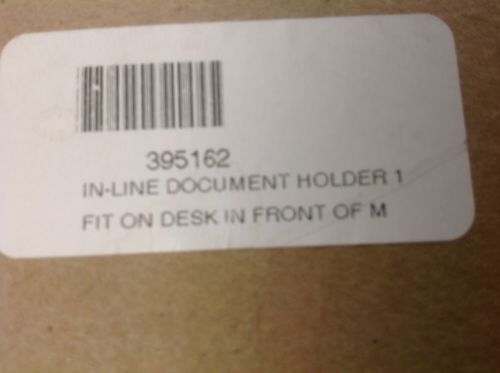 395162
IN-LINE DOCUMENT HOLDER 1
FIT ON DESK IN FRONT OF M